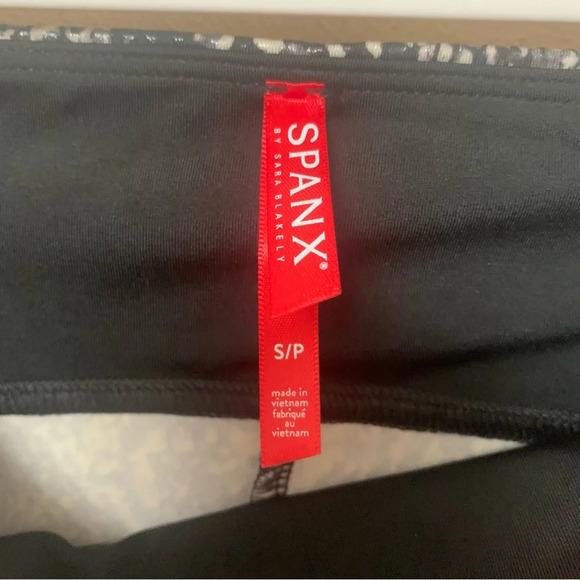 SPANX®
BY SARA BLAKELY
S/P
made in
vietnam
fabriqué
au
vietnam